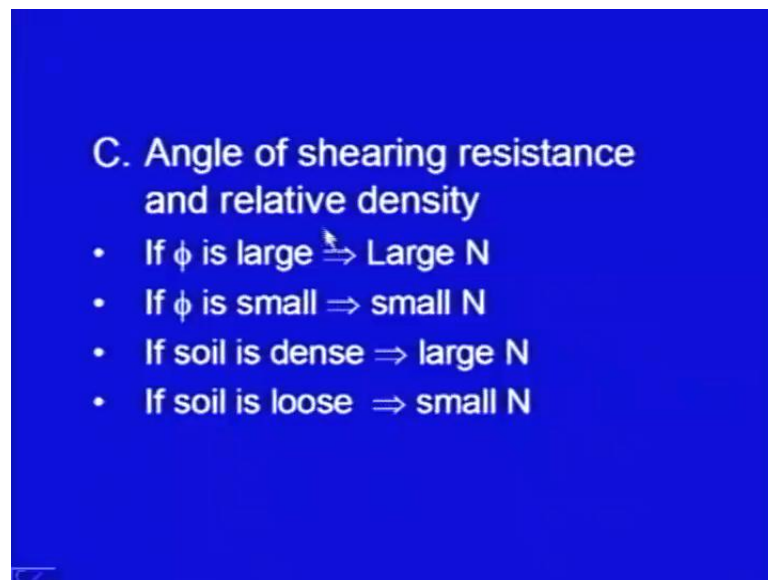 C. Angle of shearing resistance
and relative density
• If ϕ is large ⇒ Large N
• If ϕ is small ⇒ small N
• If soil is dense ⇒ large N
• If soil is loose ⇒ small N